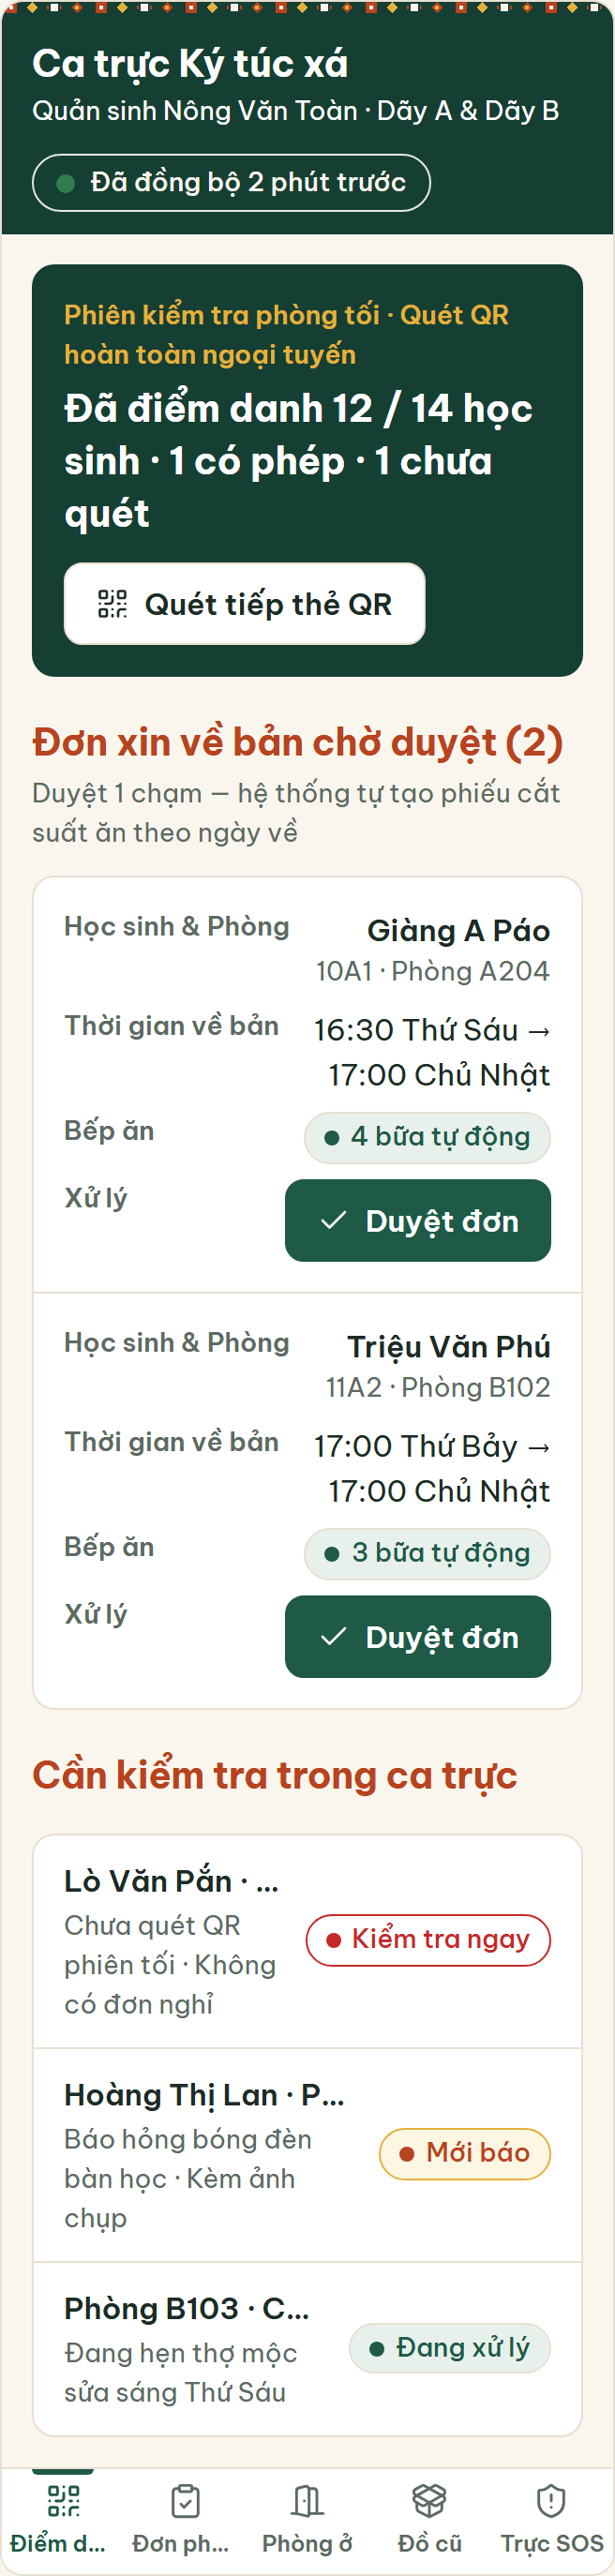 Ca trực Ký túc xá
Quản sinh Nông Văn Toàn · Dãy A & Dãy B
Đã đồng bộ 2 phút trước
Phiên kiểm tra phòng tối · Quét QR
hoàn toàn ngoại tuyến
Đã điểm danh 12 / 14 học
sinh · 1 có phép · 1 chưa
quét
Quét tiếp thẻ QR
Đơn xin về bản chờ duyệt (2)
Duyệt 1 chạm — hệ thống tự tạo phiếu cắt
suất ăn theo ngày về
Học sinh & Phòng
Giàng A Páo
10A1 · Phòng A204
Thời gian về bản
16:30 Thứ Sáu →
17:00 Chủ Nhật
Bếp ăn
4 bữa tự động
Xử lý
Duyệt đơn
Học sinh & Phòng
Triệu Văn Phú
11A2 · Phòng B102
Thời gian về bản
17:00 Thứ Bảy →
17:00 Chủ Nhật
Bếp ăn
3 bữa tự động
Xử lý
Duyệt đơn
Cần kiểm tra trong ca trực
Lò Văn Pắn · ...
Chưa quét QR
phiên tối · Không
có đơn nghỉ
Kiểm tra ngay
Hoàng Thị Lan · P...
Báo hỏng bóng đèn
bàn học · Kèm ảnh
chụp
Mới báo
Phòng B103 · C...
Đang hẹn thợ mộc
sửa sáng Thứ Sáu
Đang xử lý
Điểm d...
Đơn ph...
Phòng ở
Đồ cũ
Trực SOS